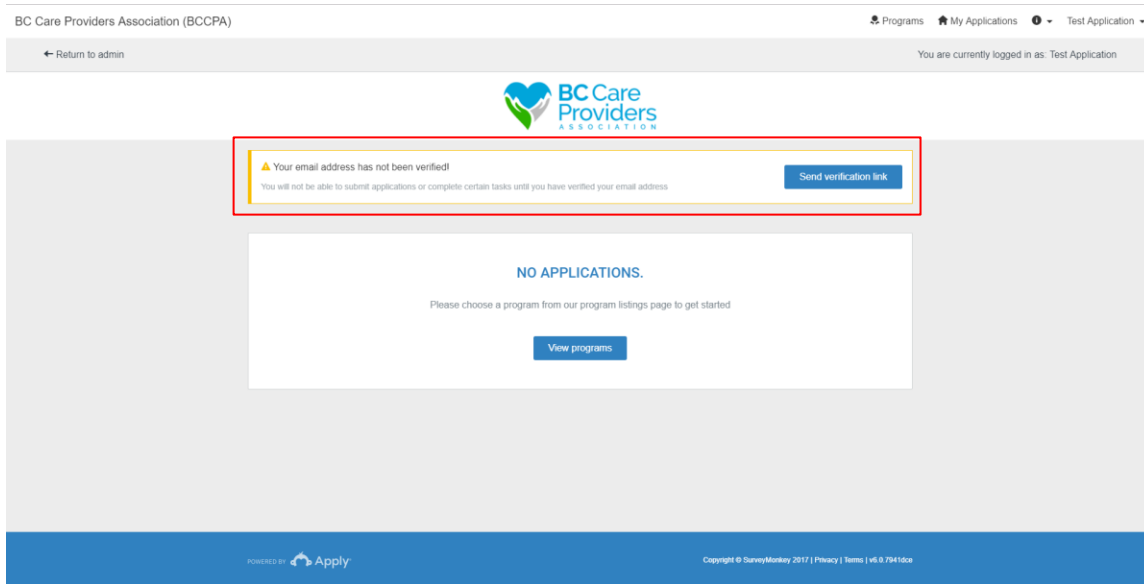 BC Care Providers Association (BCCPA)
Programs My Applications Test Application
Return to admin
You are currently logged in as: Test Application
BC Care
Providers
ASSOCIATION
Your email address has not been verified!
You will not be able to submit applications or complete certain tasks until you have verified your email address
Send verification link
NO APPLICATIONS.
Please choose a program from our program listings page to get started
View programs
POWERED BY Apply
Copyright © SurveyMonkey 2017 | Privacy | Terms | v6.0.7941dce